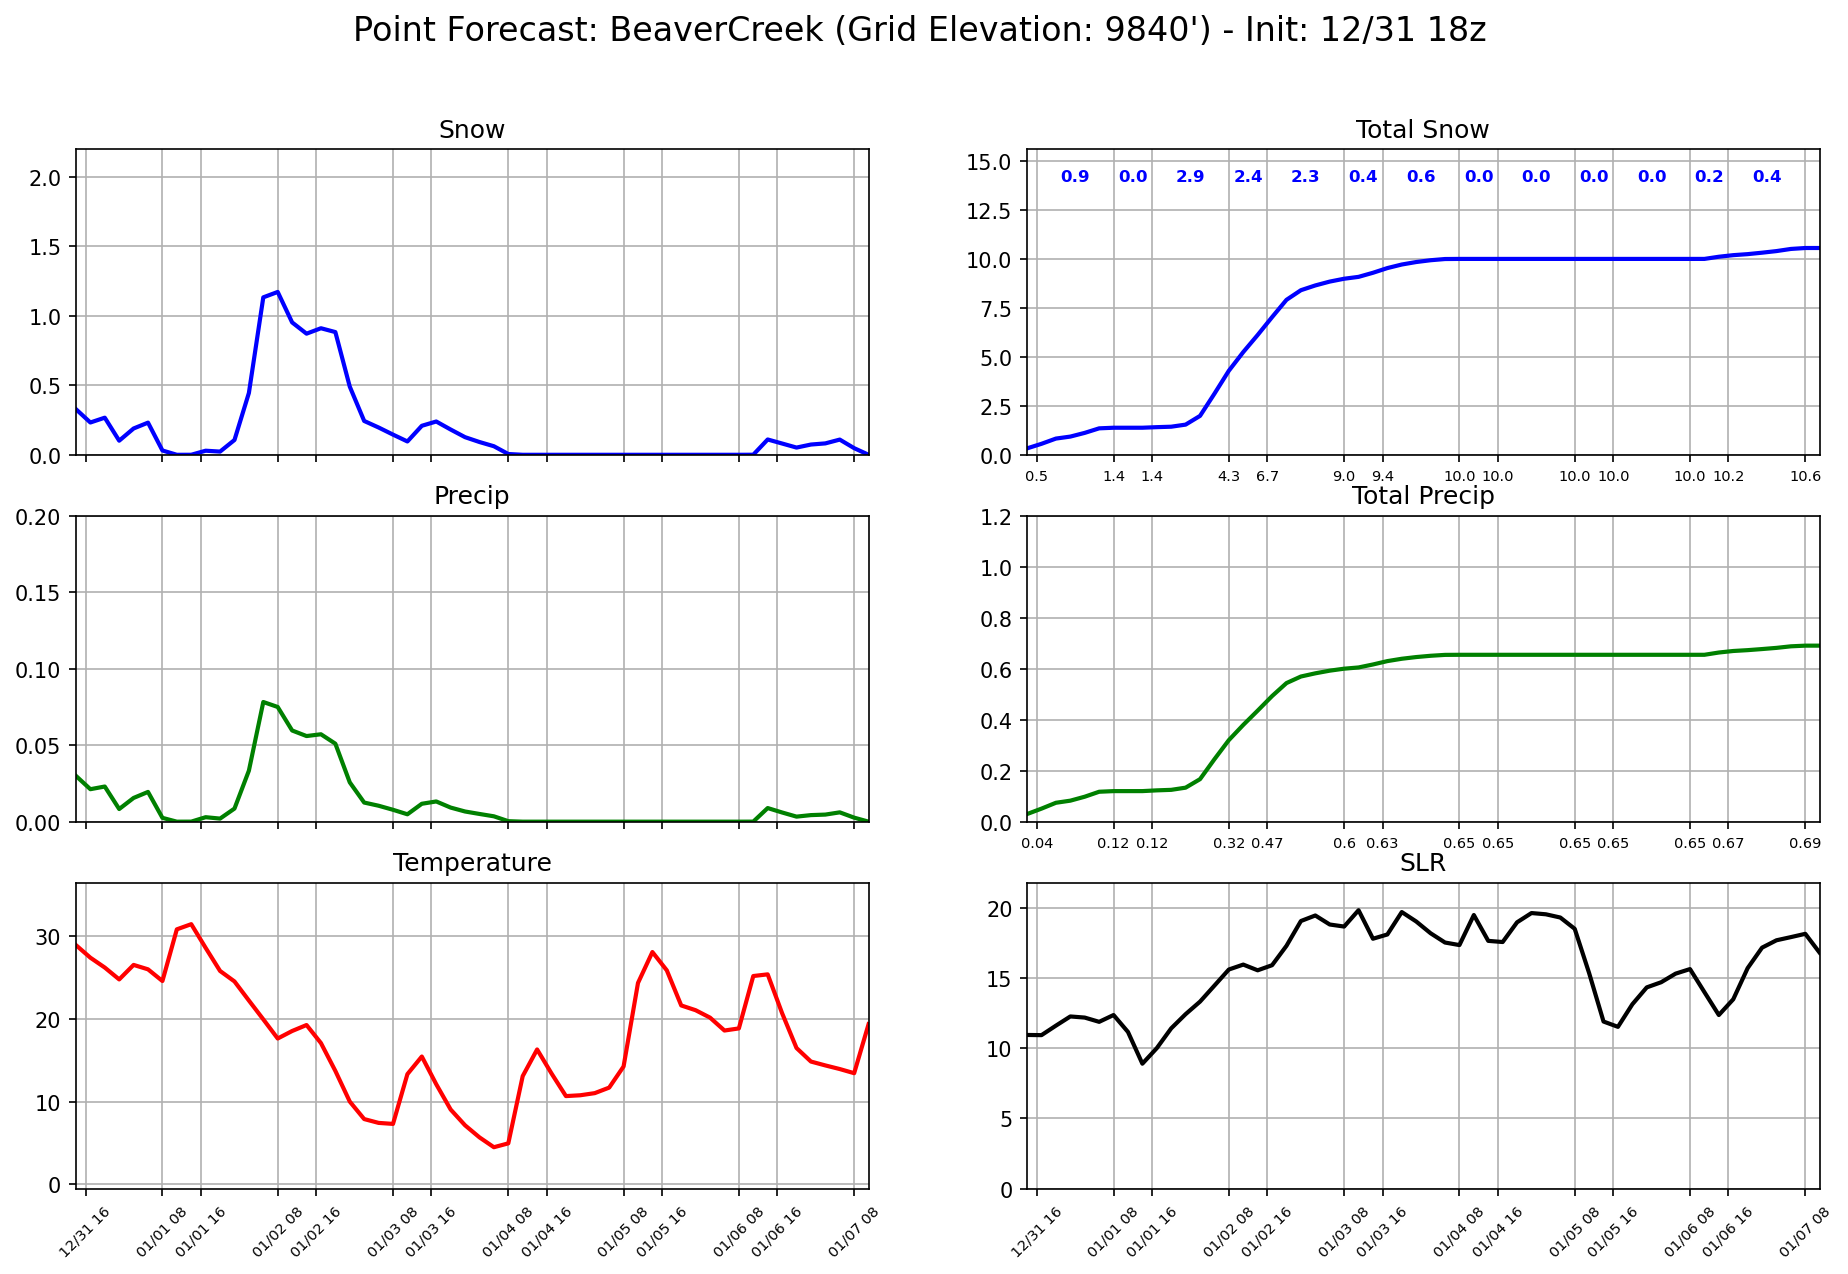 Point Forecast: BeaverCreek (Grid Elevation: 9840') - Init: 12/31 18z
Snow
2.0
1.5
1.0
0.5
0.0
Total Snow
15.0
12.5
10.0
7.5
5.0
2.5
0.0
0.9 0.0 2.9 2.4 2.3 0.4 0.6 0.0 0.0 0.0 0.0 0.2 0.4
0.5 1.4 1.4 4.3 6.7 9.0 9.4 10.0 10.0 10.0 10.0 10.0 10.2 10.6
Precip
0.20
0.15
0.10
0.05
0.00
Total Precip
1.2
1.0
0.8
0.6
0.4
0.2
0.0
0.04 0.12 0.12 0.32 0.47 0.6 0.63 0.65 0.65 0.65 0.65 0.65 0.67 0.69
Temperature
30
20
10
0
12/31 16 01/01 08 01/01 16 01/02 08 01/02 16 01/03 08 01/03 16 01/04 08 01/04 16 01/05 08 01/05 16 01/06 08 01/06 16 01/07 08
SLR
20
15
10
5
0
12/31 16 01/01 08 01/01 16 01/02 08 01/02 16 01/03 08 01/03 16 01/04 08 01/04 16 01/05 08 01/05 16 01/06 08 01/06 16 01/07 08